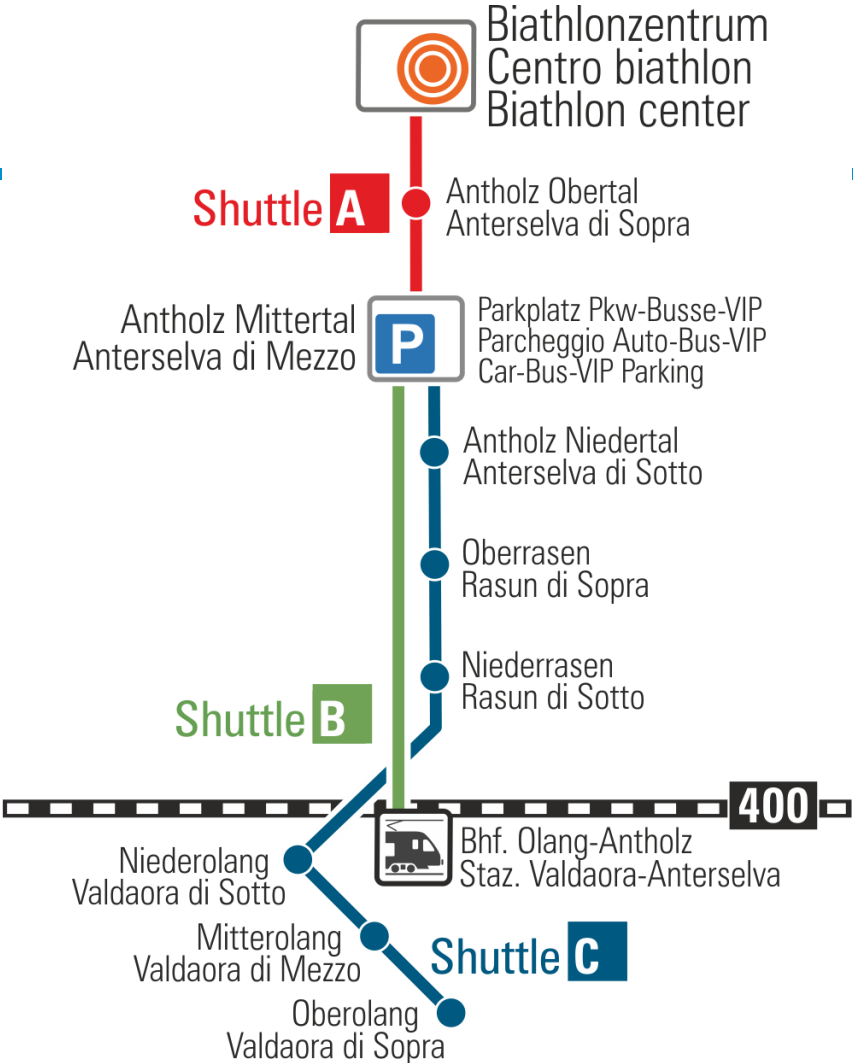 Biathlonzentrum
Centro biathlon
Biathlon center
Shuttle A
Antholz Obertal
Anterselva di Sopra
Antholz Mittertal
Anterselva di Mezzo
P
Parkplatz Pkw-Busse-VIP
Parcheggio Auto-Bus-VIP
Car-Bus-VIP Parking
Antholz Niedertal
Anterselva di Sotto
Oberrasen
Rasun di Sopra
Niederrasen
Rasun di Sotto
Shuttle B
400
Bhf. Olang-Antholz
Staz. Valdaora-Anterselva
Niederolang
Valdaora di Sotto
Mitterolang
Valdaora di Mezzo
Shuttle C
Oberolang
Valdaora di Sopra